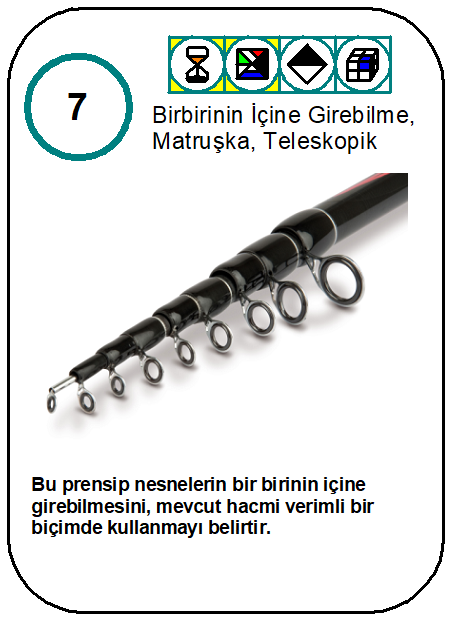 7
Birbirinin İçine Girebilme,
Matruşka, Teleskopik
Bu prensip nesnelerin bir birinin içine
girebilmesini, mevcut hacmi verimli bir
biçimde kullanmayı belirtir.